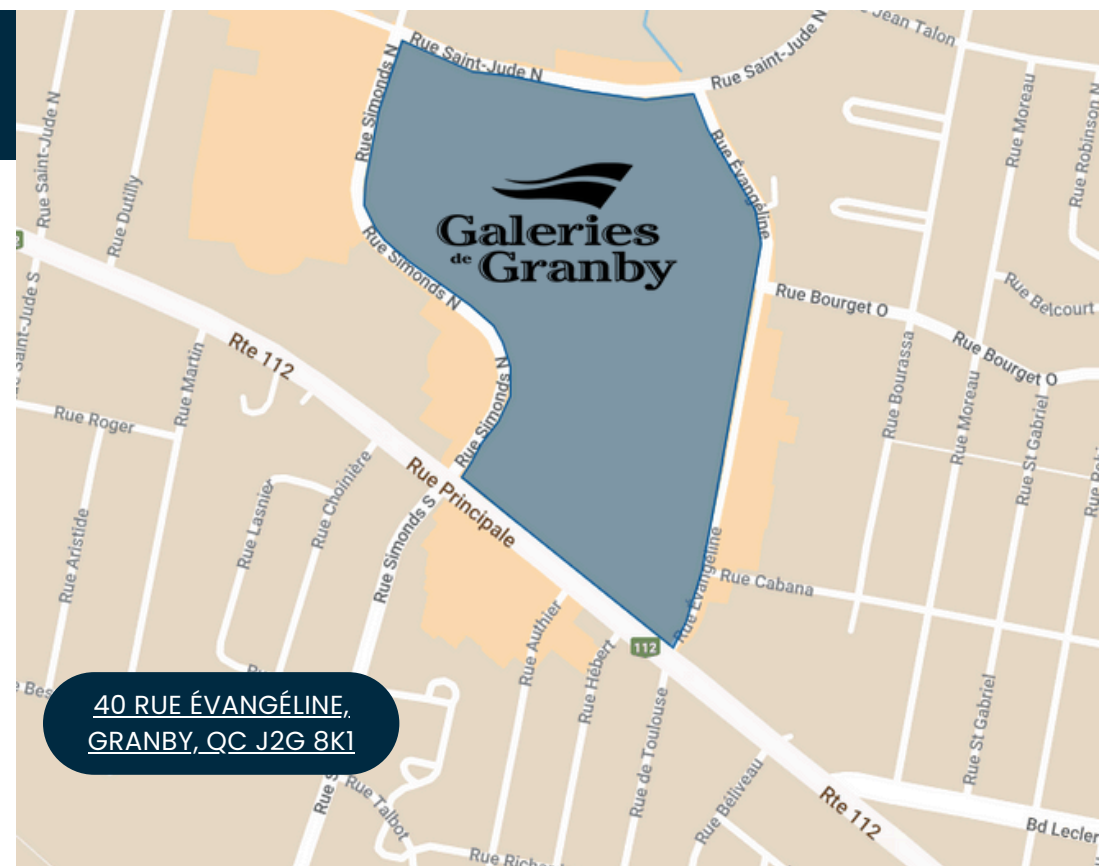 Jean Talon
Rue Saint-Jude N
Rue Saint-Jude N
Rue Simonds N
Rue Moreau
Rue Robinson N
Rue Saint-Jude N
Rue Dutilly
Rue Évangéline
Galeries
de Granby
Rue Simonds N
Rue Bourget O
Rue Belcourt
Rue Bourget O
Saint-Jude S
Rte 112
Rue Martin
Rue Simonds N
Rue Bourassa
Rue Moreau
Rue St Gabriel
Rue Roger
Rue Choinière
Rue Principale
Rue Lasnier
Rue Simonds S
Rue Aristide
Rue Évangéline
Rue Cabana
Rue Authier
Rue Hébert
112
Rue de Toulouse
Rue St Gabriel
40 RUE ÉVANGÉLINE,
GRANBY, QC J2G 8K1
Rue Talbot
Rue Béliveau
Rte 112
Bd Lecler
Rue Richer